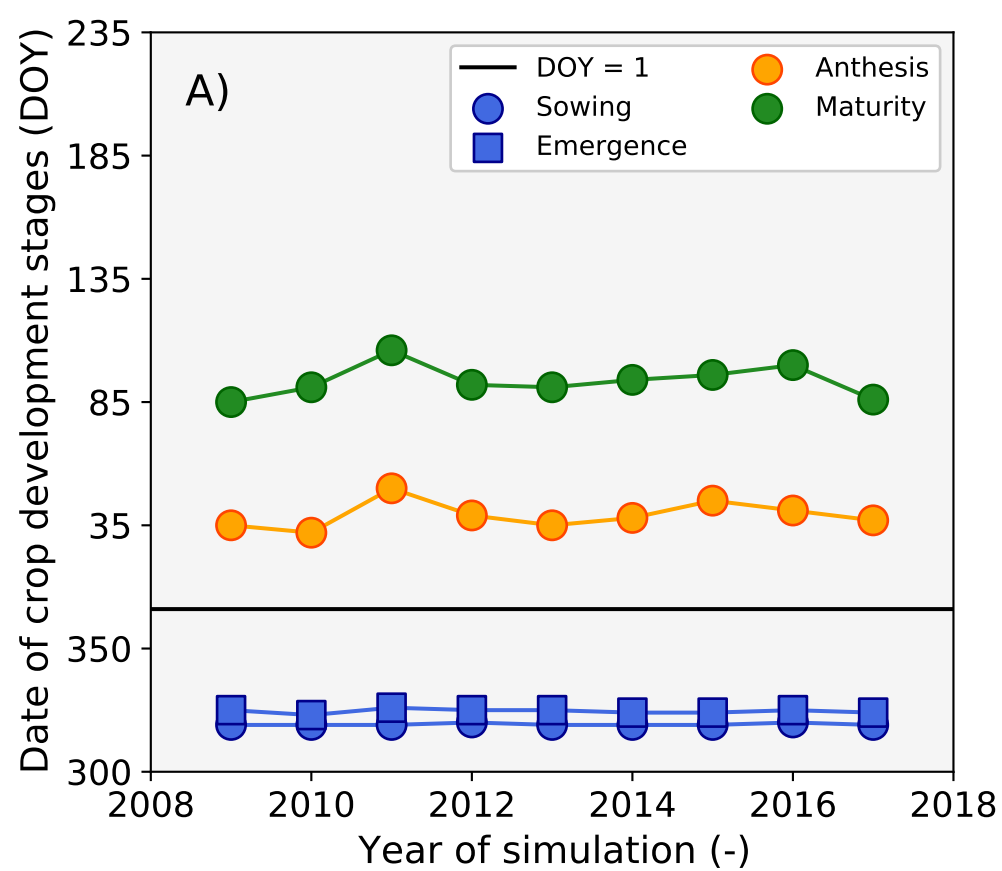 Date of crop development stages (DOY)
235
185
135
85
35
350
300
A)
DOY = 1
Sowing
Emergence
Anthesis
Maturity
2008 2010 2012 2014 2016 2018
Year of simulation (-)